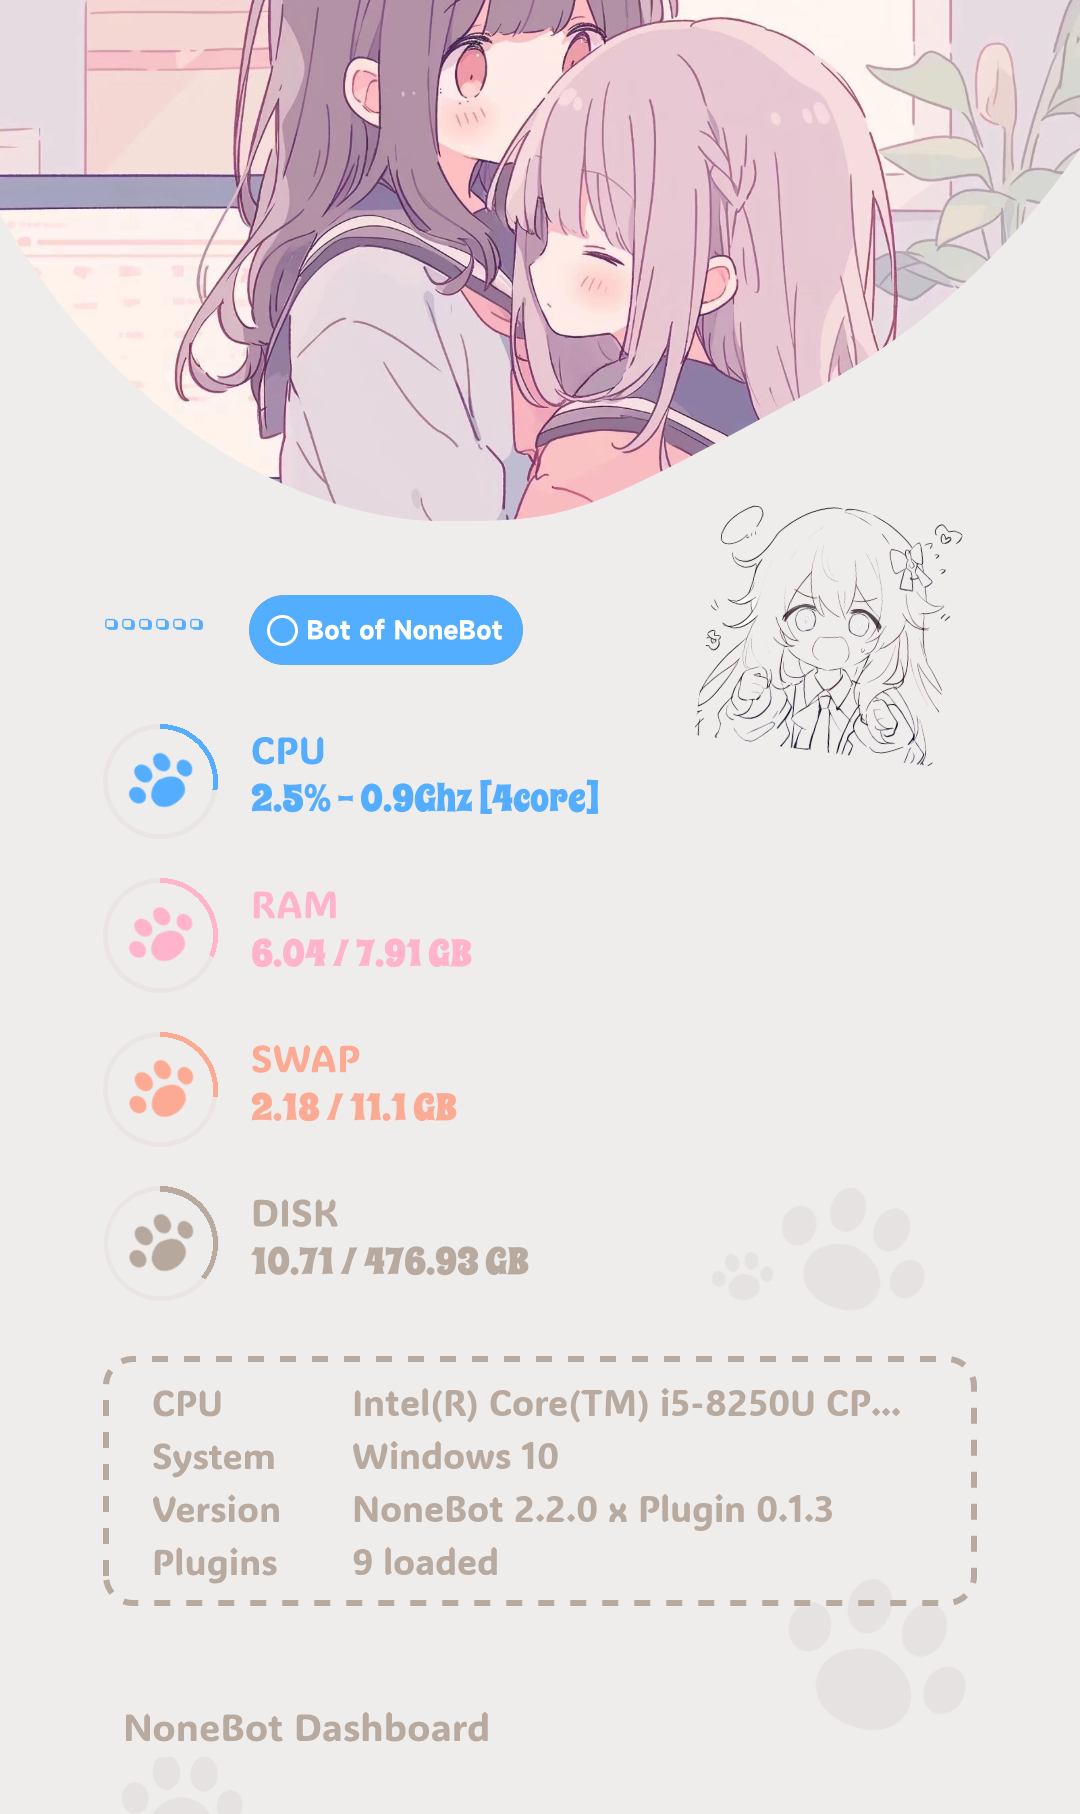 Bot of NoneBot
CPU
2.5% - 0.9Ghz [4core]
RAM
6.04 / 7.91 GB
SWAP
2.18 / 11.1 GB
DISK
10.71 / 476.93 GB
CPU Intel(R) Core(TM) i5-8250U CP...
System Windows 10
Version NoneBot 2.2.0 x Plugin 0.1.3
Plugins 9 loaded
NoneBot Dashboard